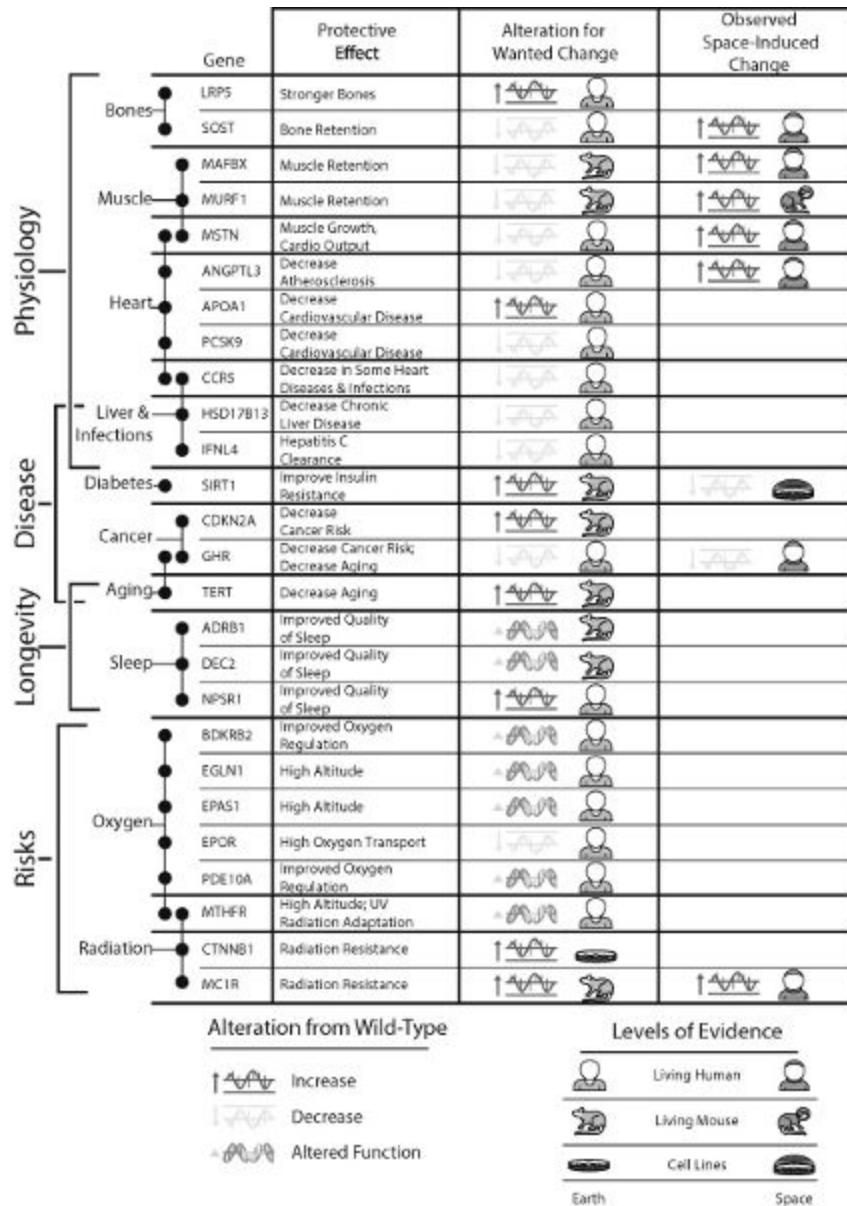 Gene
Protective
Effect
Alteration for
Wanted Change
Observed
Space-Induced
Change
Physiology
Disease
Longevity
Risks
Bones
LRP5 Stronger Bones
SOST Bone Retention
MAFBX Muscle Retention
Muscle
MURF1 Muscle Retention
MSTN Muscle Growth,
Cardio Output
ANGPTL3 Decrease
Atherosclerosis
Heart
APOA1 Decrease
Cardiovascular Disease
PCSK9 Decrease
Cardiovascular Disease
CCR5 Decrease in Some Heart
Diseases & Infections
Liver &
Infections
HSD17B13 Decrease Chronic
Liver Disease
IFNL4 Hepatitis C
Clearance
Diabetes
SIRT1 Improve Insulin
Resistance
Cancer
CDKN2A Decrease
Cancer Risk
GHR Decrease Cancer Risk;
Decrease Aging
Aging
TERT Decrease Aging
ADRB1 Improved Quality
of Sleep
Sleep
DEC2 Improved Quality
of Sleep
NPSR1 Improved Quality
of Sleep
BDKRB2 Improved Oxygen
Regulation
EGLN1 High Altitude
EPAS1 High Altitude
Oxygen
EPOR High Oxygen Transport
PDE10A Improved Oxygen
Regulation
MTHFR High Altitude; UV
Radiation Adaptation
Radiation
CTNNB1 Radiation Resistance
MC1R Radiation Resistance
Alteration from Wild-Type
Increase
Decrease
Altered Function
Levels of Evidence
Living Human
Living Mouse
Cell Lines
Earth Space